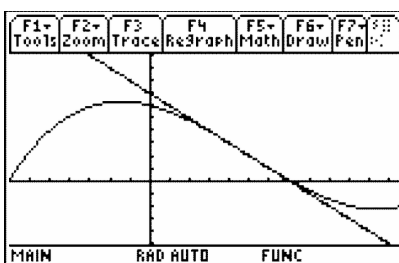 F1 F2 F3 F4 F5 F6 F7
Tools Zoom Trace ReGraph Math Draw Pen
MAIN RAD AUTO FUNC